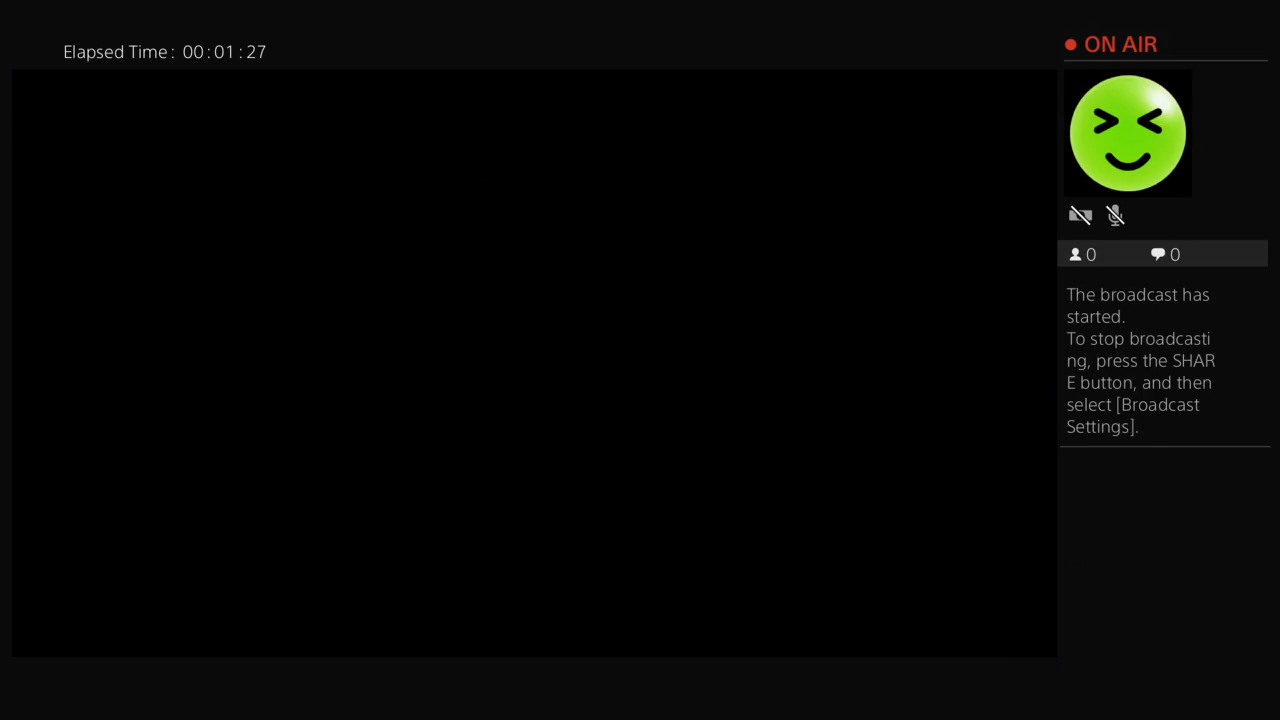 Elapsed Time: 00:01:27
ON AIR
0 0
The broadcast has
started.
To stop broadcasti
ng, press the SHAR
E button, and then
select [Broadcast
Settings].